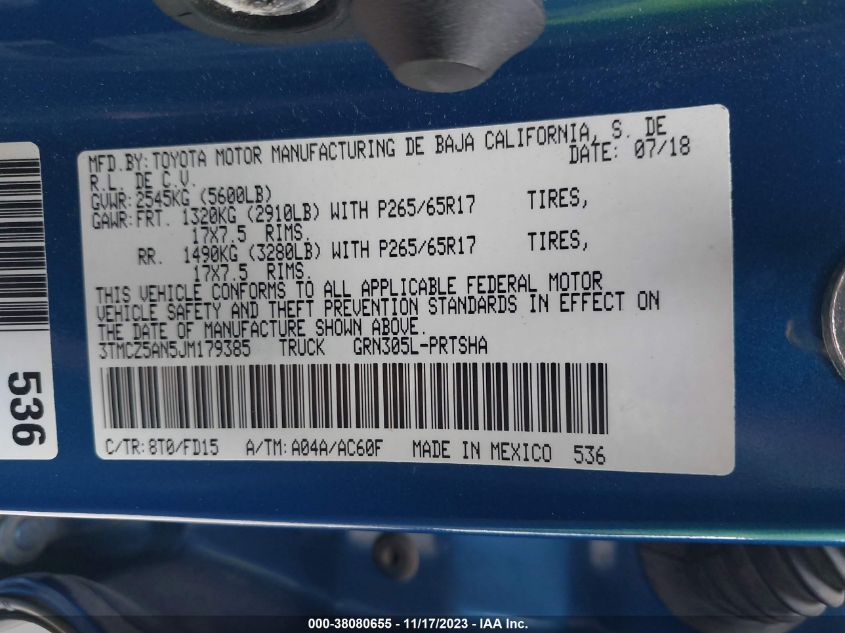 MFD.BY:TOYOTA MOTOR MANUFACTURING DE BAJA CALIFORNIA, S. DE
R.L. DE C.V. DATE: 07/18
GVWR:2545KG (5600LB)
GAWR:FRT. 1320KG (2910LB) WITH P265/65R17 TIRES,
17X7.5 RIMS.
RR. 1490KG (3280LB) WITH P265/65R17 TIRES,
17X7.5 RIMS.
THIS VEHICLE CONFORMS TO ALL APPLICABLE FEDERAL MOTOR
VEHICLE SAFETY AND THEFT PREVENTION STANDARDS IN EFFECT ON
THE DATE OF MANUFACTURE SHOWN ABOVE.
3TMCZ5AN5JM179385 TRUCK GRN305L-PRTSHA
C/TR:8T0/FD15 A/TM:A04A/AC60F MADE IN MEXICO 536
536
000-38080655 - 11/17/2023 - IAA Inc.